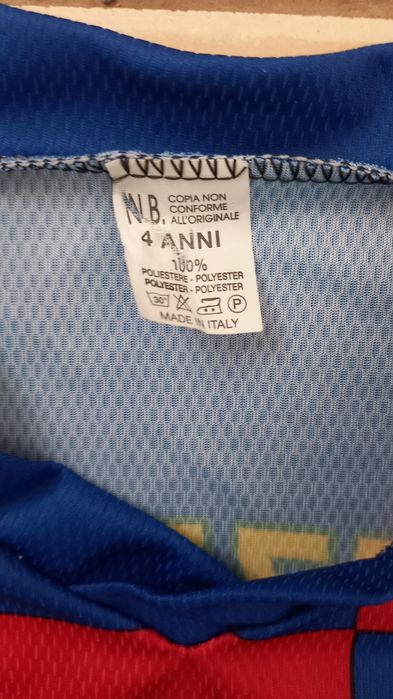 N.B. COPIA NON
CONFORME
ALL'ORIGINALE
4 ANNI
100%
POLIESTERE - POLYESTER
POLYESTER - POLYESTER
30°
P
MADE IN ITALY